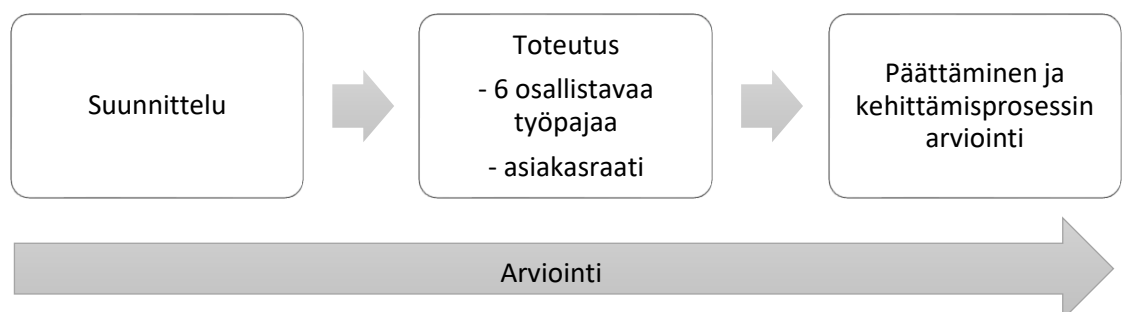 Suunnittelu
Toteutus
- 6 osallistavaa
työpajaa
- asiakasraati
Päättäminen ja
kehittämisprosessin
arviointi
Arviointi